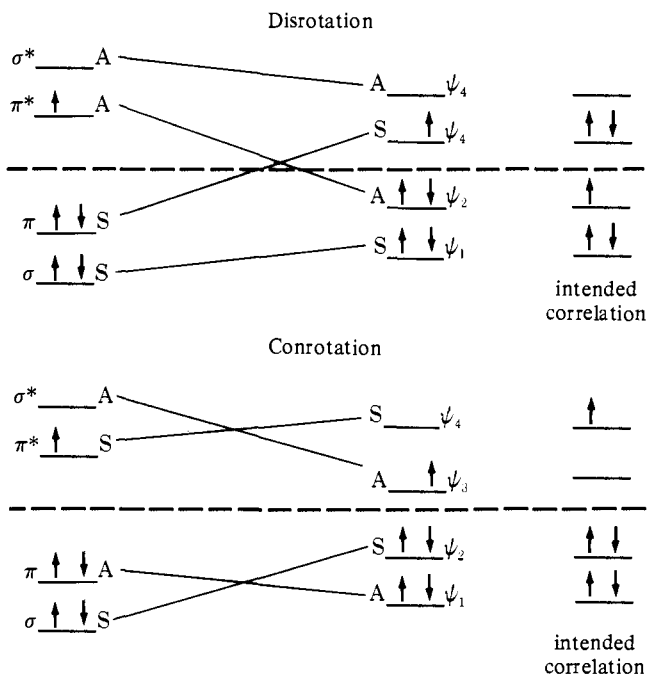 Disrotation
σ* A
A ψ₄
π* A
S ψ₄
A ψ₂
π S
S ψ₁
σ S
intended
correlation
Conrotation
σ* A
S ψ₄
π* S
A ψ₃
S ψ₂
π A
A ψ₁
σ S
intended
correlation